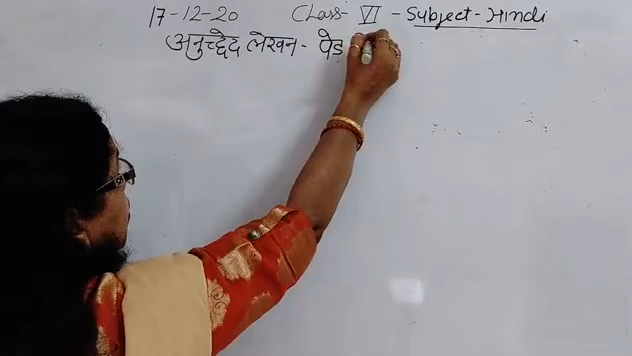 17-12-20 Class- VI - Subject - Hindi
अनुच्छेद लेखन - पेड़